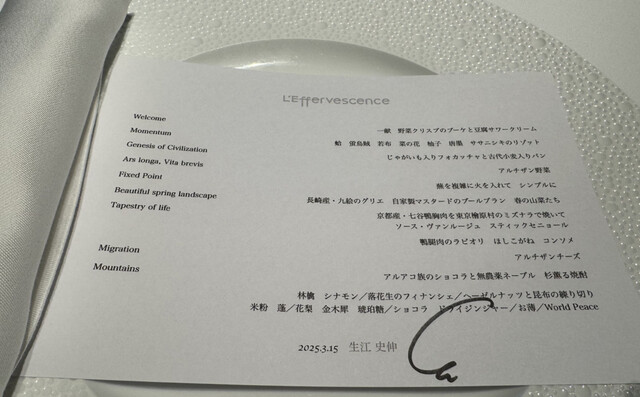 L'Effervescence
Welcome
一献 野菜クリスプのブーケと豆腐サワークリーム
Momentum
蛤 蛍烏賊 若布 菜の花 柚子 唐墨 ササニシキのリゾット
Genesis of Civilization
じゃがいも入りフォカッチャと古代小麦入りパン
Ars longa, Vita brevis
アルチザン野菜
Fixed Point
蕪を複雑に火を入れて シンプルに
Beautiful spring landscape
長崎産・九絵のグリエ 自家製マスタードのブールブラン 春の山菜たち
Tapestry of life
京都産・七谷鴨胸肉を東京檜原村のミズナラで焼いて
ソース・ヴァンルージュ スティックセニョール
鴨腿肉のラビオリ ほしこがね コンソメ
Migration
アルチザンチーズ
Mountains
アルアコ族のショコラと無農薬ネーブル 杉薫る焼酎
林檎 シナモン／落花生のフィナンシェ／ヘーゼルナッツと昆布の練り切り
米粉 蓬／花梨 金木犀 琥珀糖／ショコラ ドライジンジャー／お薄／World Peace
2025.3.15 生江 史伸